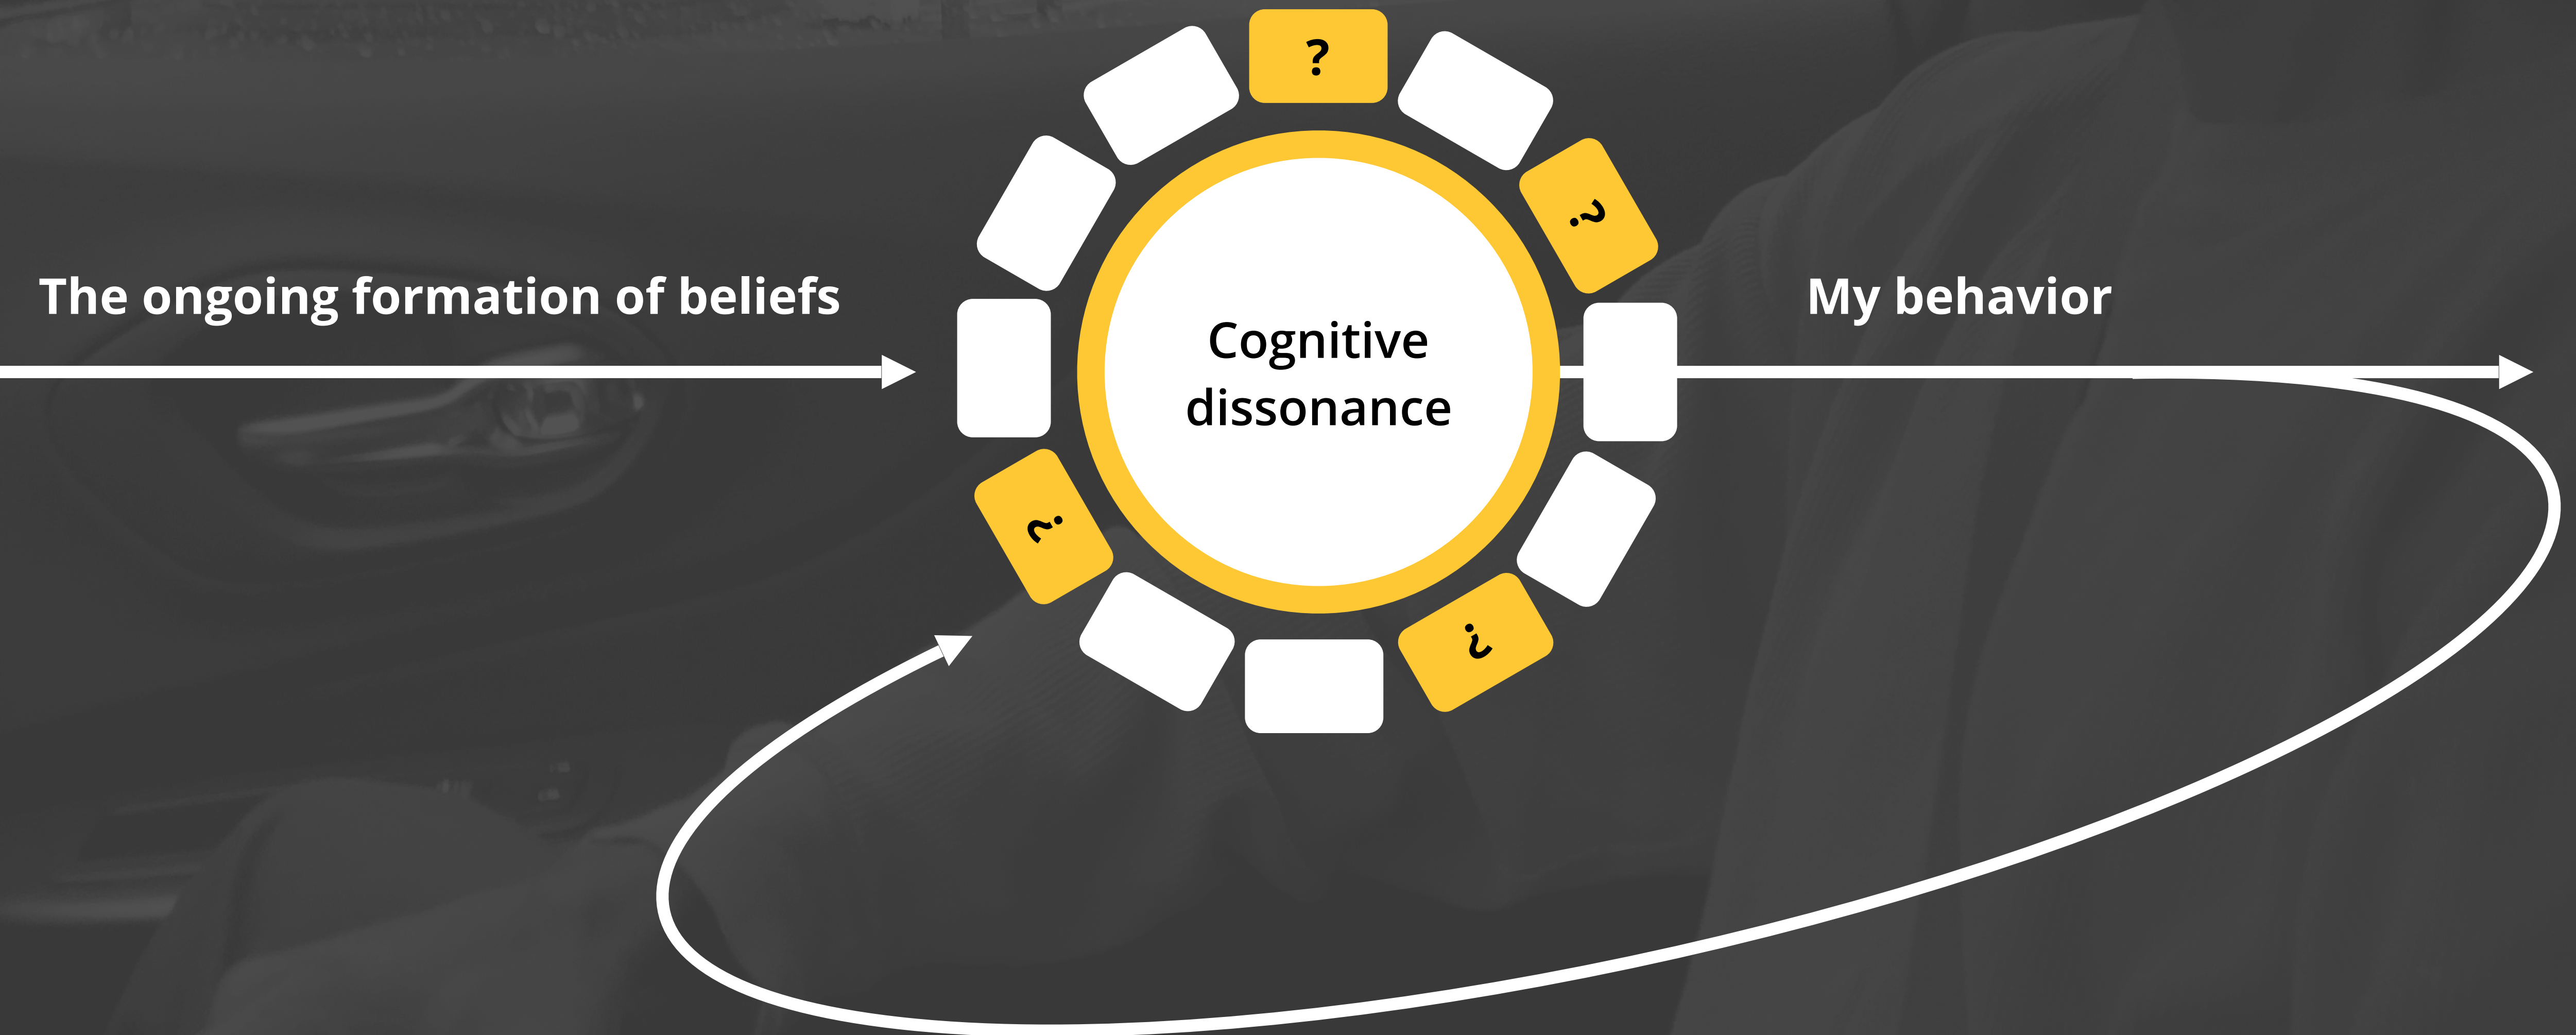 ?
?
The ongoing formation of beliefs
My behavior
Cognitive
dissonance
?
?